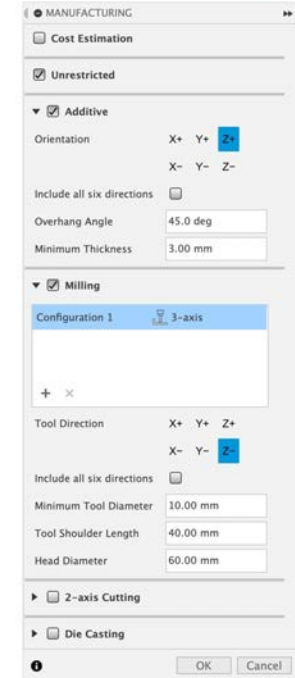 MANUFACTURING
Cost Estimation
Unrestricted
Additive
Orientation X+ Y+ Z+
X− Y− Z−
Include all six directions
Overhang Angle 45.0 deg
Minimum Thickness 3.00 mm
Milling
Configuration 1 3-axis
+ ×
Tool Direction X+ Y+ Z+
X− Y− Z−
Include all six directions
Minimum Tool Diameter 10.00 mm
Tool Shoulder Length 40.00 mm
Head Diameter 60.00 mm
2-axis Cutting
Die Casting
OK Cancel